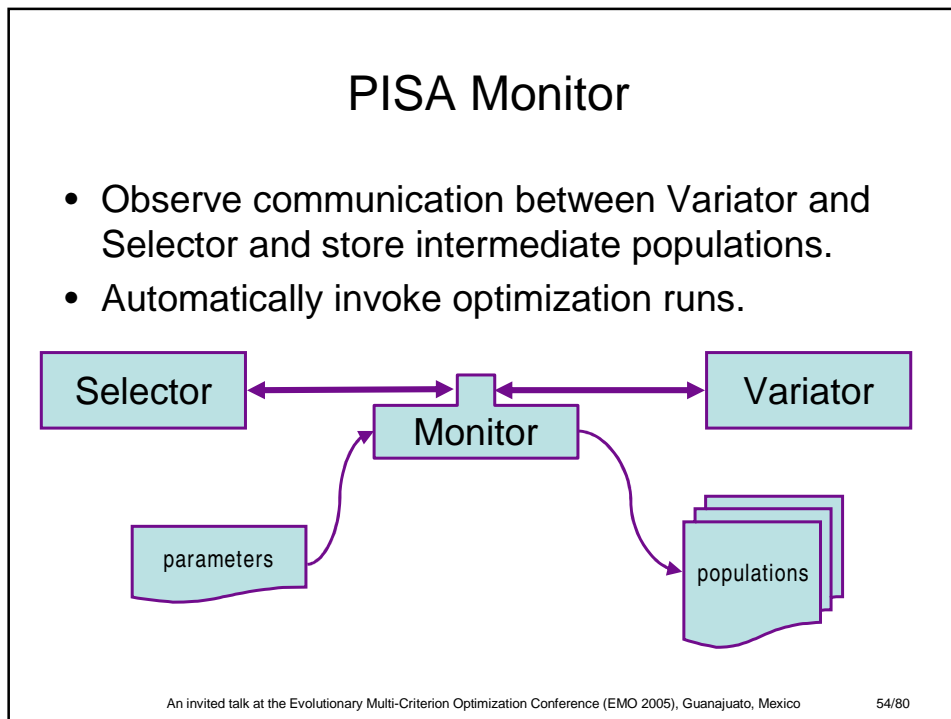 PISA Monitor
• Observe communication between Variator and
Selector and store intermediate populations.
• Automatically invoke optimization runs.
Selector
Variator
Monitor
parameters
populations
An invited talk at the Evolutionary Multi-Criterion Optimization Conference (EMO 2005), Guanajuato, Mexico 54/80